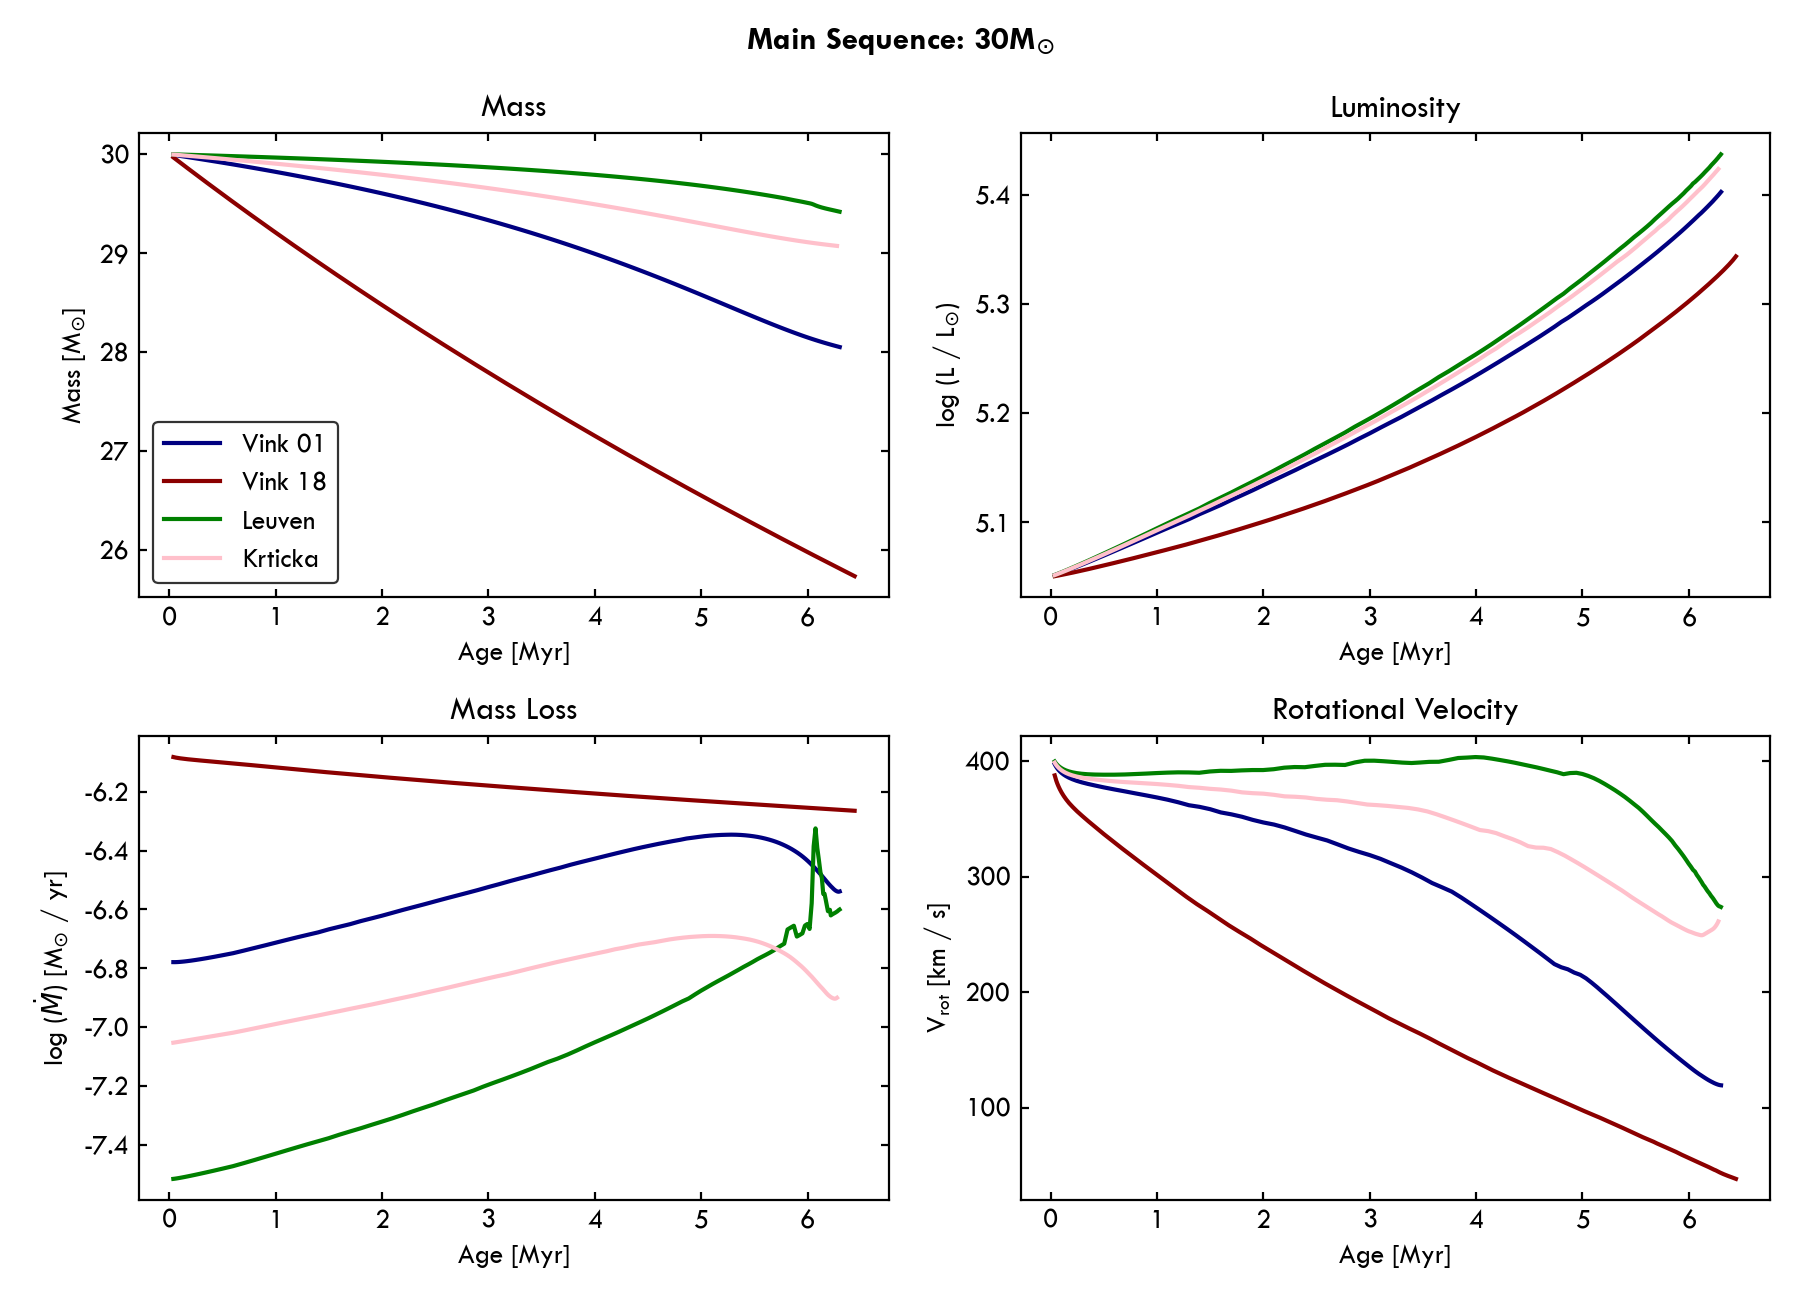 Main Sequence: 30M⊙
Mass
Mass [M⊙]
30
29
28
27
26
Vink 01
Vink 18
Leuven
Krticka
0 1 2 3 4 5 6
Age [Myr]
Luminosity
log (L / L⊙)
5.4
5.3
5.2
5.1
0 1 2 3 4 5 6
Age [Myr]
Mass Loss
log (Ṁ) [M⊙ / yr]
-6.2
-6.4
-6.6
-6.8
-7.0
-7.2
-7.4
0 1 2 3 4 5 6
Age [Myr]
Rotational Velocity
Vrot [km / s]
400
300
200
100
0 1 2 3 4 5 6
Age [Myr]